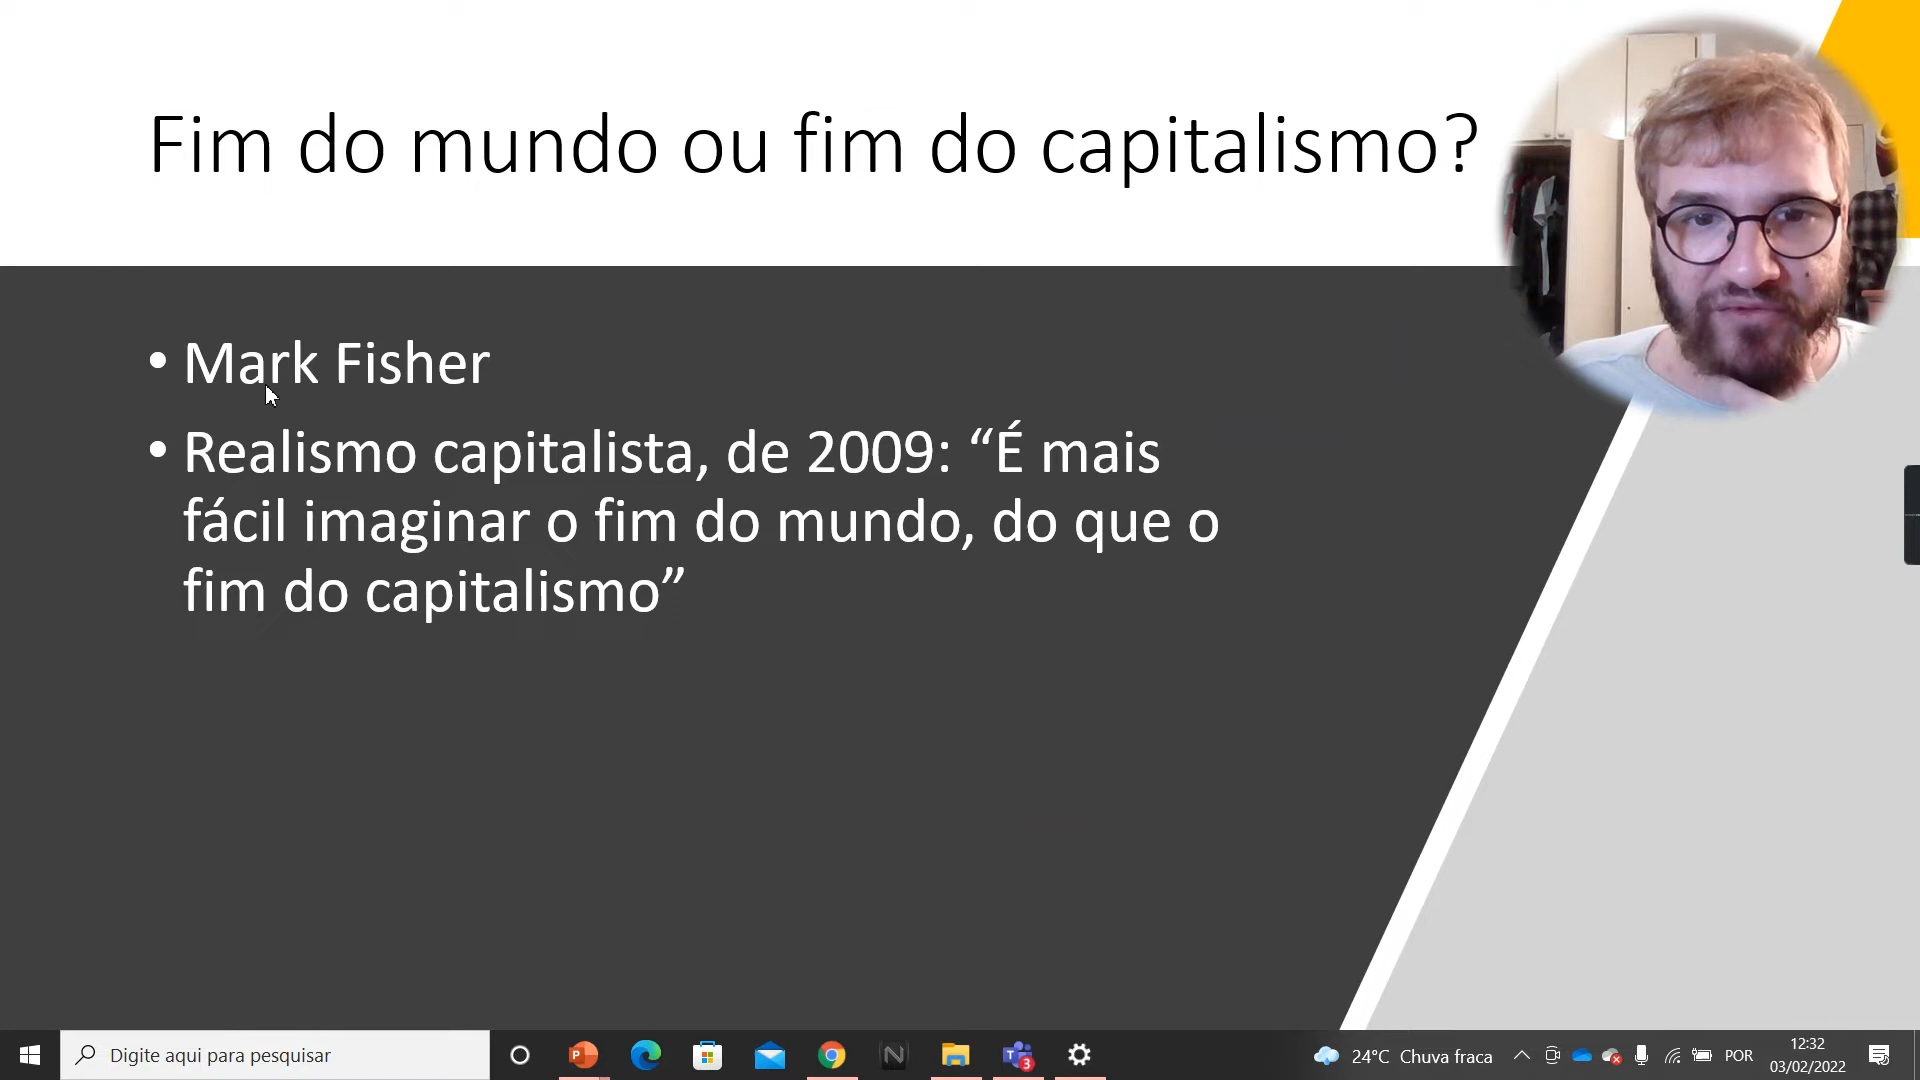 Fim do mundo ou fim do capitalismo?
• Mark Fisher
• Realismo capitalista, de 2009: “É mais
fácil imaginar o fim do mundo, do que o
fim do capitalismo”
Digite aqui para pesquisar
P
N
T
3
24°C Chuva fraca
POR
12:32
03/02/2022